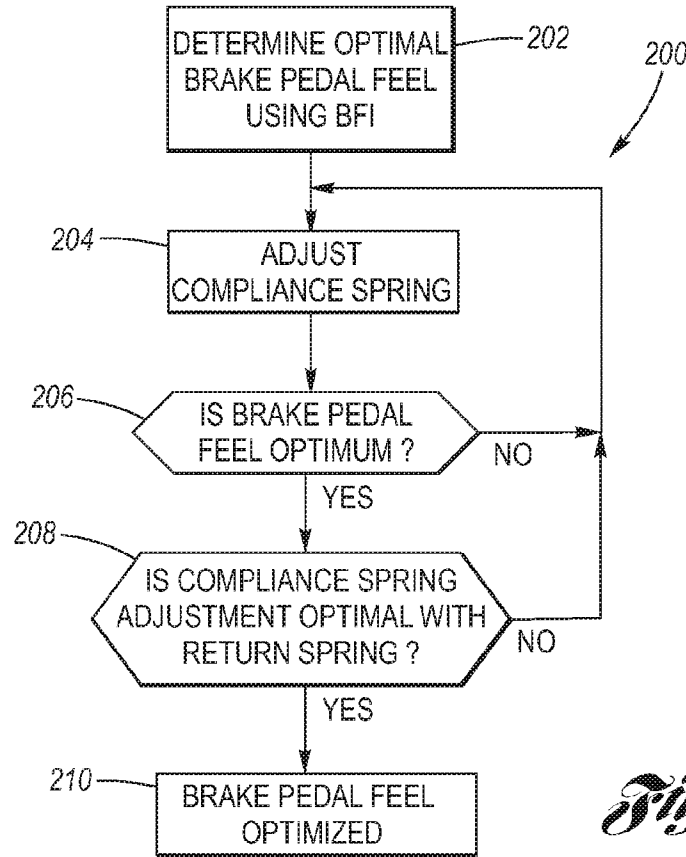 DETERMINE OPTIMAL
BRAKE PEDAL FEEL
USING BFI
202
200
204
ADJUST
COMPLIANCE SPRING
206
IS BRAKE PEDAL
FEEL OPTIMUM ?
NO
YES
208
IS COMPLIANCE SPRING
ADJUSTMENT OPTIMAL WITH
RETURN SPRING ?
NO
YES
210
BRAKE PEDAL FEEL
OPTIMIZED